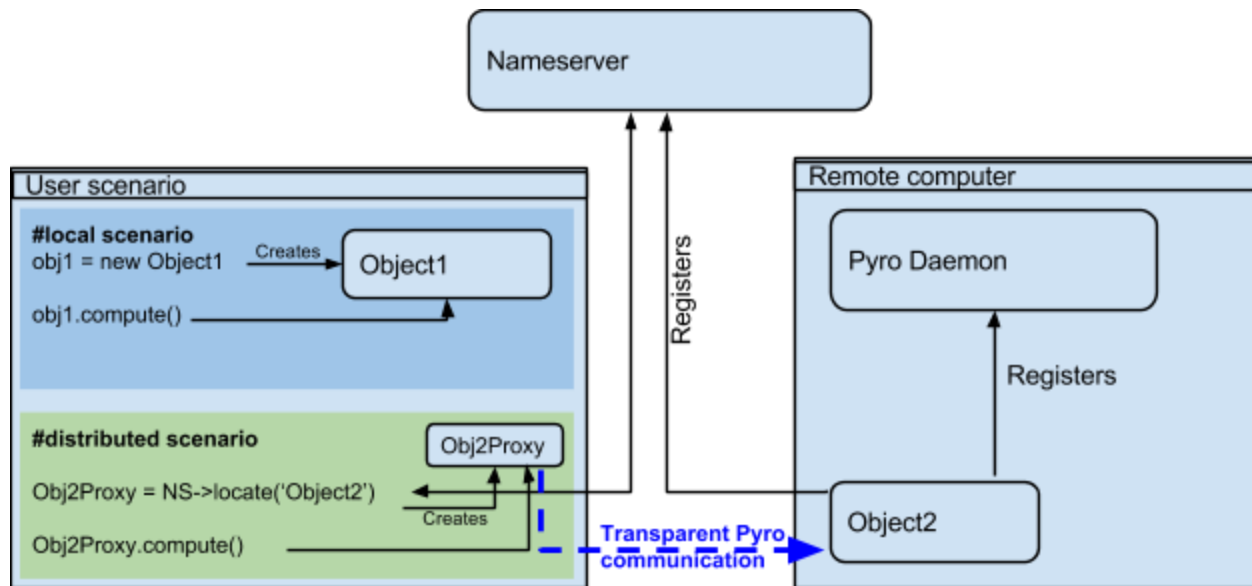 Nameserver
User scenario
#local scenario
obj1 = new Object1
Creates
Object1
obj1.compute()
#distributed scenario
Obj2Proxy
Obj2Proxy = NS->locate(‘Object2’)
Creates
Obj2Proxy.compute()
Registers
Transparent Pyro
communication
Remote computer
Pyro Daemon
Registers
Object2